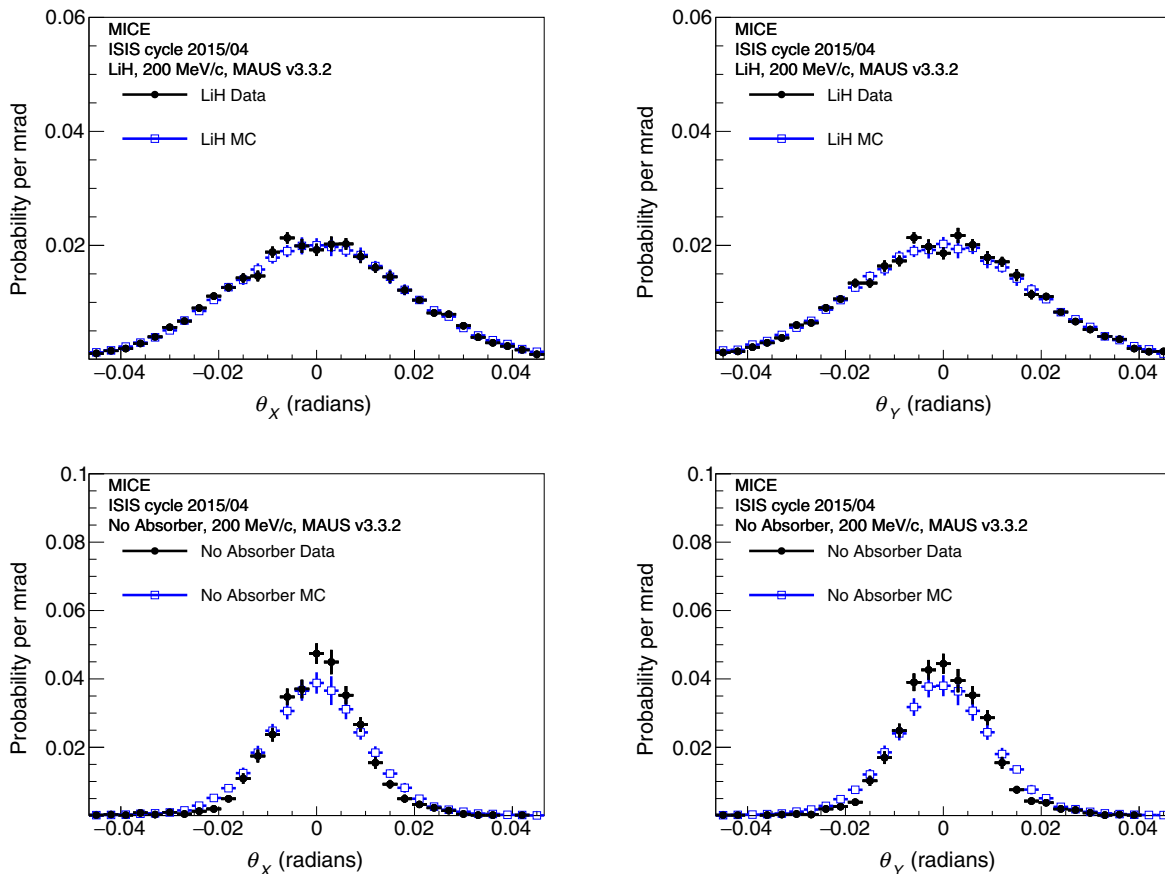 0.06
0.04
0.02
Probability per mrad
MICE
ISIS cycle 2015/04
LiH, 200 MeV/c, MAUS v3.3.2
LiH Data
LiH MC
−0.04 −0.02 0 0.02 0.04
θX (radians)
0.06
0.04
0.02
Probability per mrad
MICE
ISIS cycle 2015/04
LiH, 200 MeV/c, MAUS v3.3.2
LiH Data
LiH MC
−0.04 −0.02 0 0.02 0.04
θY (radians)
0.1
0.08
0.06
0.04
0.02
Probability per mrad
MICE
ISIS cycle 2015/04
No Absorber, 200 MeV/c, MAUS v3.3.2
No Absorber Data
No Absorber MC
−0.04 −0.02 0 0.02 0.04
θX (radians)
0.1
0.08
0.06
0.04
0.02
Probability per mrad
MICE
ISIS cycle 2015/04
No Absorber, 200 MeV/c, MAUS v3.3.2
No Absorber Data
No Absorber MC
−0.04 −0.02 0 0.02 0.04
θY (radians)